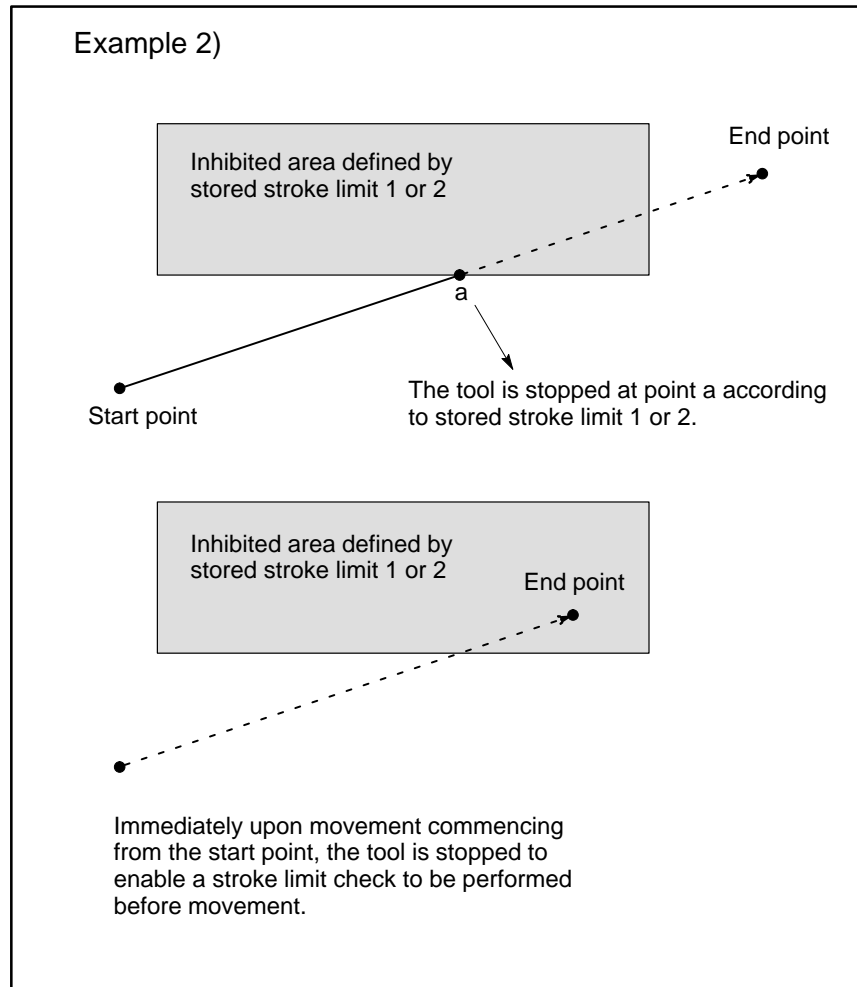 Example 2)
Inhibited area defined by
stored stroke limit 1 or 2
End point
a
Start point
The tool is stopped at point a according
to stored stroke limit 1 or 2.
Inhibited area defined by
stored stroke limit 1 or 2
End point
Immediately upon movement commencing
from the start point, the tool is stopped to
enable a stroke limit check to be performed
before movement.